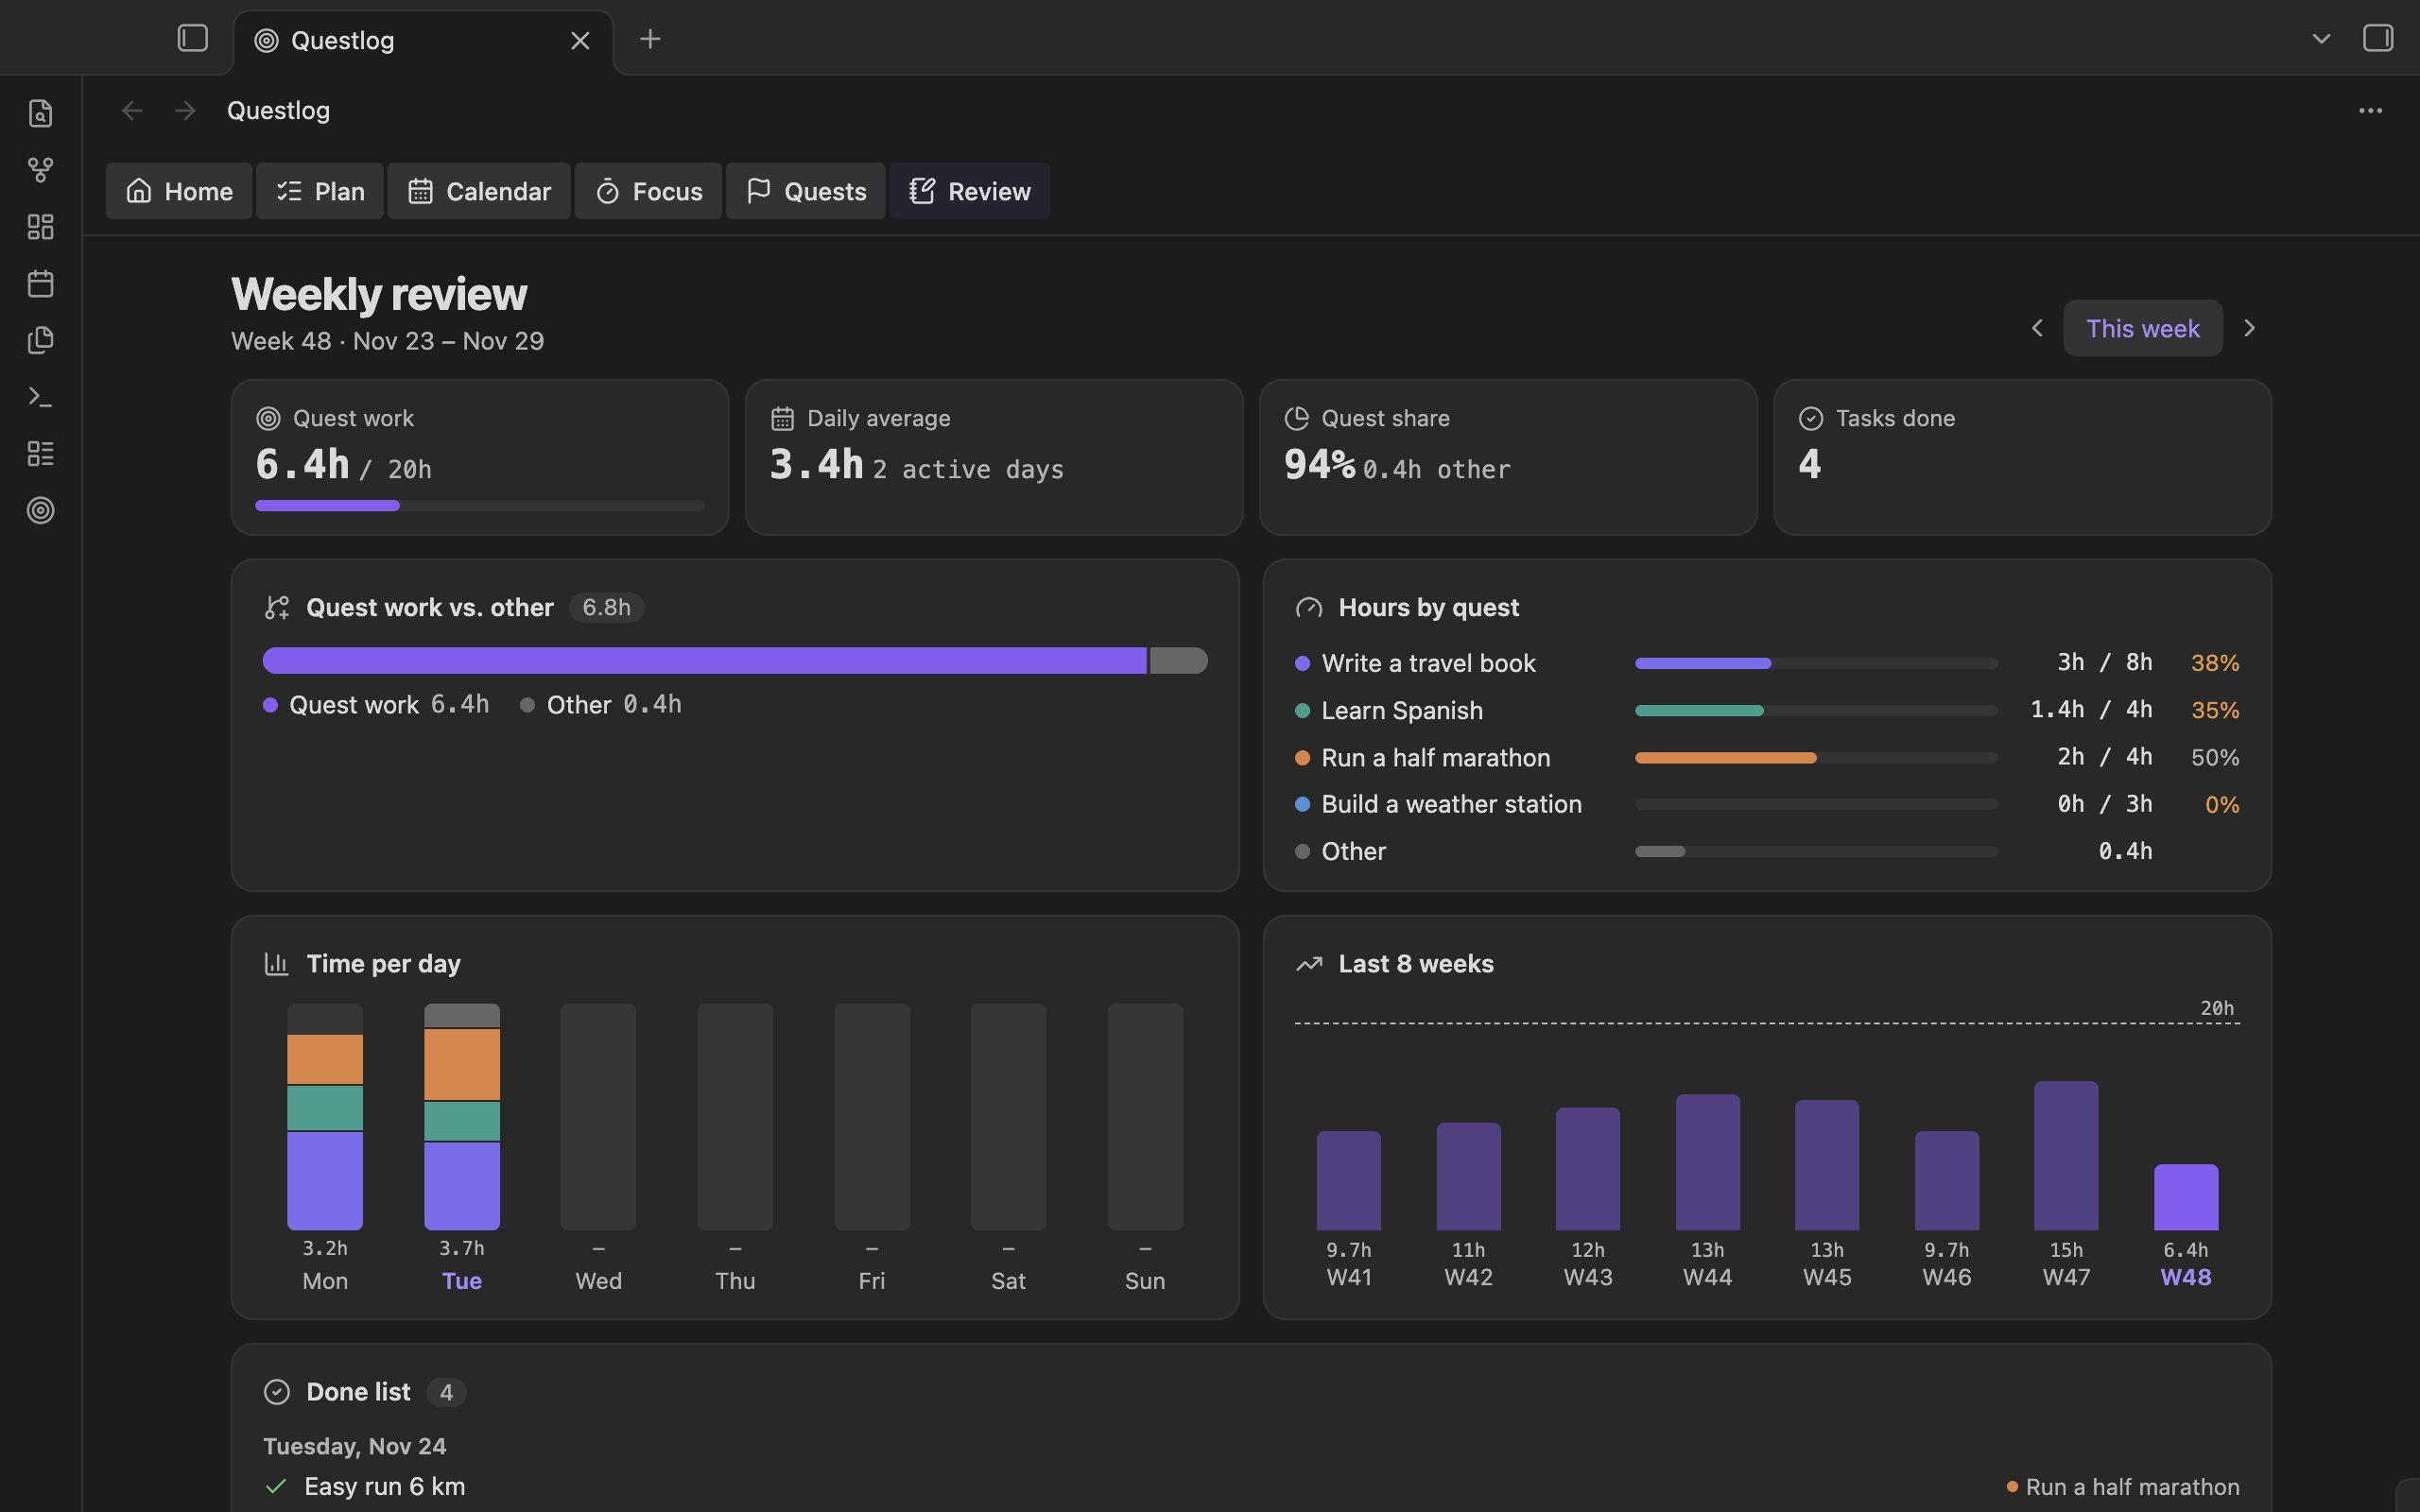 Questlog
Questlog
Home
Plan
Calendar
Focus
Quests
Review
Weekly review
Week 48 · Nov 23 – Nov 29
This week
Quest work
6.4h / 20h
Daily average
3.4h 2 active days
Quest share
94% 0.4h other
Tasks done
4
Quest work vs. other 6.8h
Quest work 6.4h Other 0.4h
Hours by quest
Write a travel book 3h / 8h 38%
Learn Spanish 1.4h / 4h 35%
Run a half marathon 2h / 4h 50%
Build a weather station 0h / 3h 0%
Other 0.4h
Time per day
3.2h 3.7h – – – – –
Mon Tue Wed Thu Fri Sat Sun
Last 8 weeks
20h
9.7h 11h 12h 13h 13h 9.7h 15h 6.4h
W41 W42 W43 W44 W45 W46 W47 W48
Done list 4
Tuesday, Nov 24
Easy run 6 km Run a half marathon